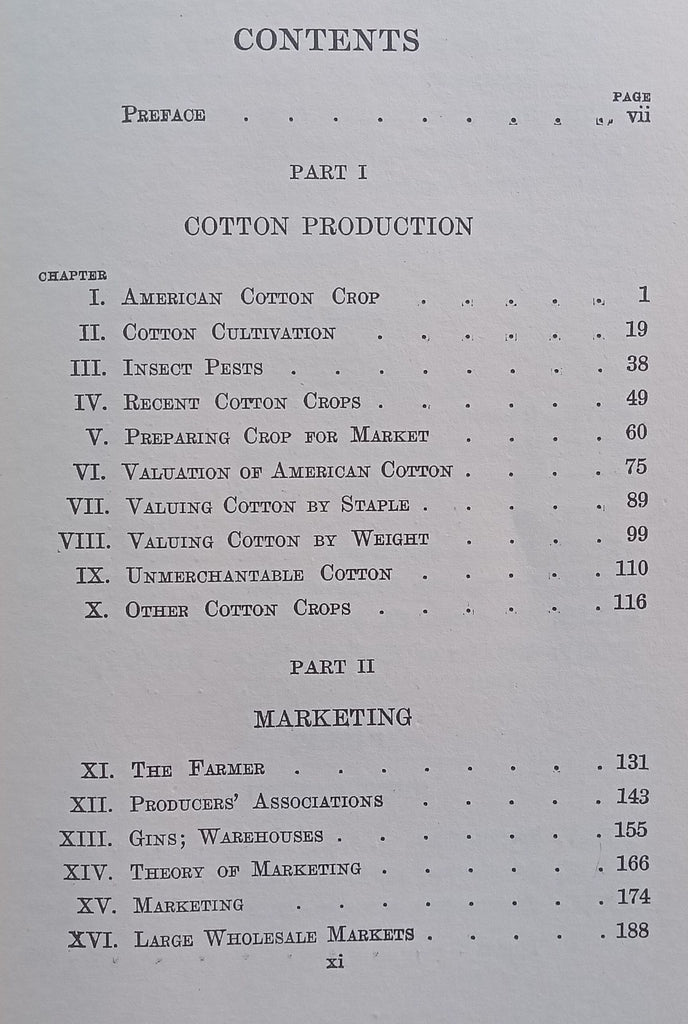 CONTENTS
PAGE
PREFACE . . . . . . . . . vii
PART I
COTTON PRODUCTION
CHAPTER
I. AMERICAN COTTON CROP . . . . . 1
II. COTTON CULTIVATION . . . . . . 19
III. INSECT PESTS . . . . . . . . 38
IV. RECENT COTTON CROPS . . . . . . 49
V. PREPARING CROP FOR MARKET . . . . 60
VI. VALUATION OF AMERICAN COTTON . . . . 75
VII. VALUING COTTON BY STAPLE . . . . . 89
VIII. VALUING COTTON BY WEIGHT . . . . 99
IX. UNMERCHANTABLE COTTON . . . . . 110
X. OTHER COTTON CROPS . . . . . . 116
PART II
MARKETING
XI. THE FARMER . . . . . . . . 131
XII. PRODUCERS' ASSOCIATIONS . . . . . 143
XIII. GINS; WAREHOUSES . . . . . . . 155
XIV. THEORY OF MARKETING . . . . . . 166
XV. MARKETING . . . . . . . . 174
XVI. LARGE WHOLESALE MARKETS . . . . . 188
xi